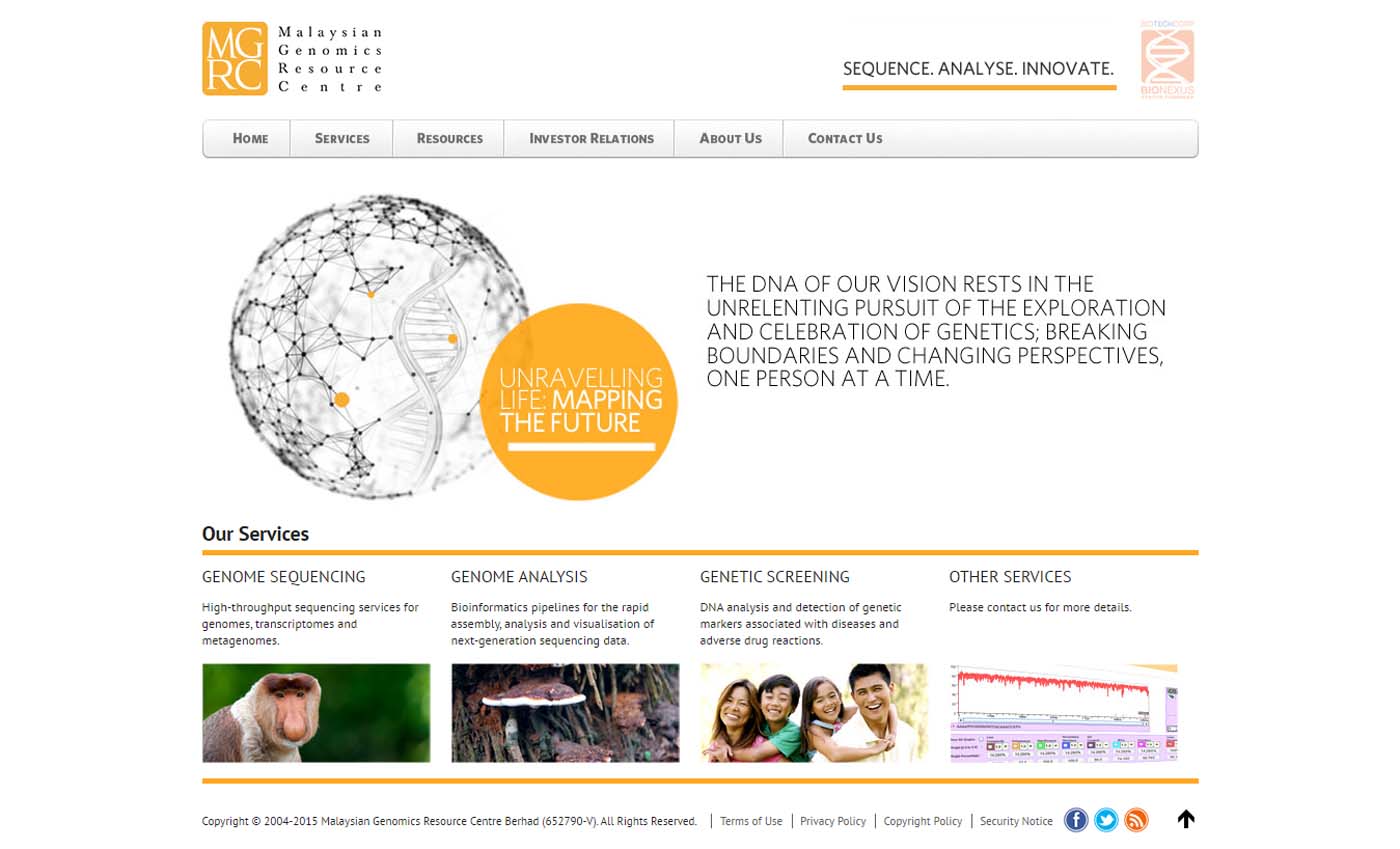 MG
RC
Malaysian
Genomics
Resource
Centre
SEQUENCE. ANALYSE. INNOVATE.
BIOTECHCORP
BIONEXUS
Home
Services
Resources
Investor Relations
About Us
Contact Us
UNRAVELLING
LIFE: MAPPING
THE FUTURE
THE DNA OF OUR VISION RESTS IN THE
UNRELENTING PURSUIT OF THE EXPLORATION
AND CELEBRATION OF GENETICS; BREAKING
BOUNDARIES AND CHANGING PERSPECTIVES,
ONE PERSON AT A TIME.
Our Services
GENOME SEQUENCING
High-throughput sequencing services for
genomes, transcriptomes and
metagenomes.
GENOME ANALYSIS
Bioinformatics pipelines for the rapid
assembly, analysis and visualisation of
next-generation sequencing data.
GENETIC SCREENING
DNA analysis and detection of genetic
markers associated with diseases and
adverse drug reactions.
OTHER SERVICES
Please contact us for more details.
Copyright © 2004-2015 Malaysian Genomics Resource Centre Berhad (652790-V). All Rights Reserved.
Terms of Use
Privacy Policy
Copyright Policy
Security Notice